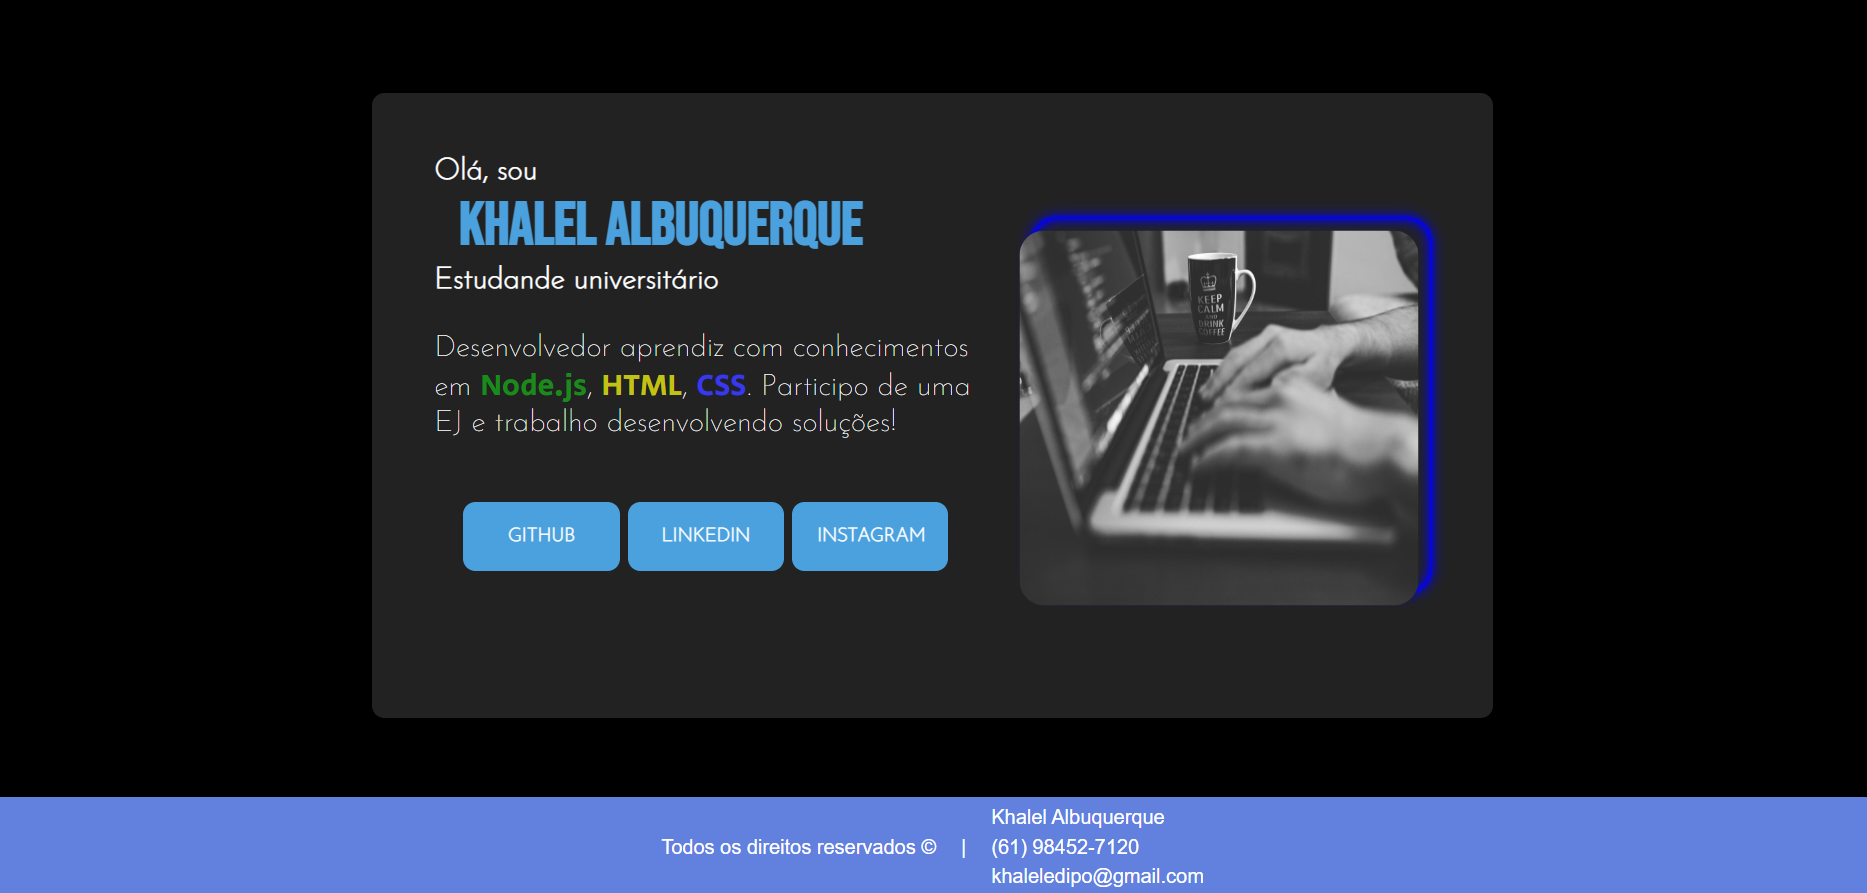 Olá, sou
KHALEL ALBUQUERQUE
Estudande universitário
Desenvolvedor aprendiz com conhecimentos
em Node.js, HTML, CSS. Participo de uma
EJ e trabalho desenvolvendo soluções!
KEEP
CALM
AND
DRINK
COFFEE
GITHUB LINKEDIN INSTAGRAM
Khalel Albuquerque
Todos os direitos reservados © | (61) 98452-7120
khaleledipo@gmail.com